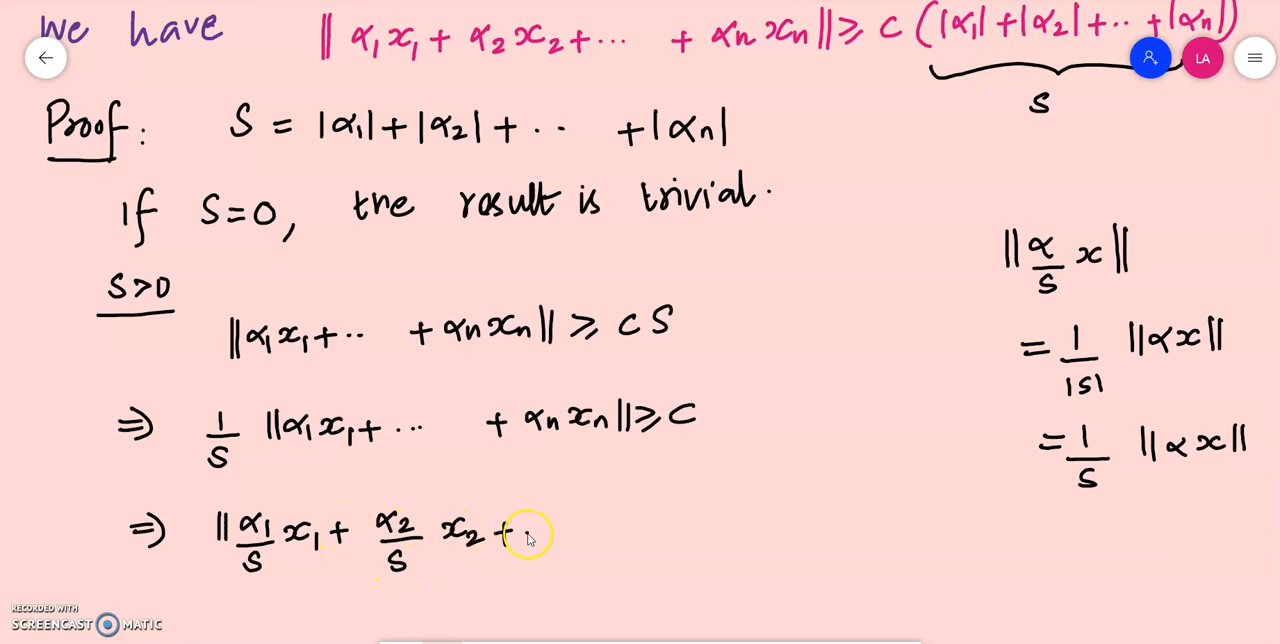 we have ‖ α₁x₁ + α₂x₂ + ··· + αₙxₙ ‖ ≥ C (|α₁| + |α₂| + ·· + |αₙ|)
S
LA
Proof: S = |α₁| + |α₂| + ·· + |αₙ|
If S = 0, the result is trivial.
S > 0
‖ α/S x ‖
‖α₁x₁ + ·· + αₙxₙ‖ ≥ C S
= 1/|S| ‖αx‖
⇒ 1/S ‖α₁x₁ + ··· + αₙxₙ‖ ≥ C
= 1/S ‖αx‖
⇒ ‖ α₁/S x₁ + α₂/S x₂ + ·
RECORDED WITH
SCREENCAST MATIC